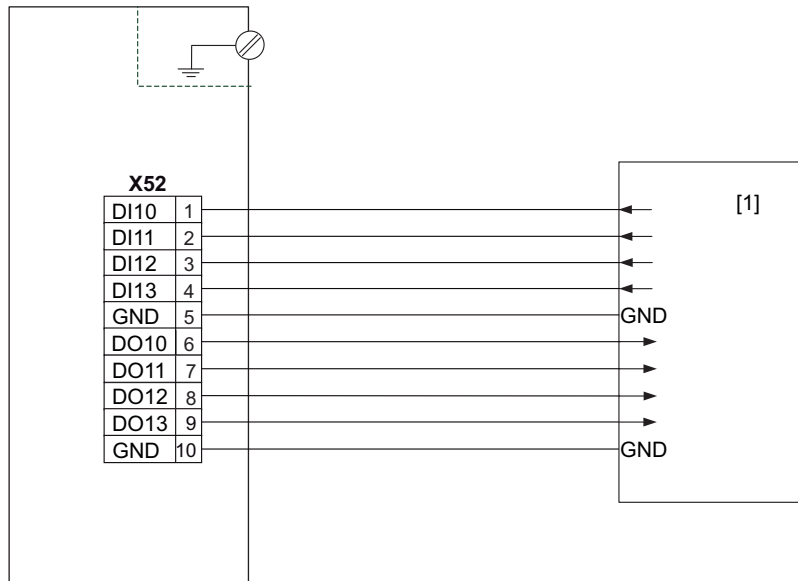 X52
DI10 1
DI11 2
DI12 3
DI13 4
GND 5
DO10 6
DO11 7
DO12 8
DO13 9
GND 10
[1]
GND
GND